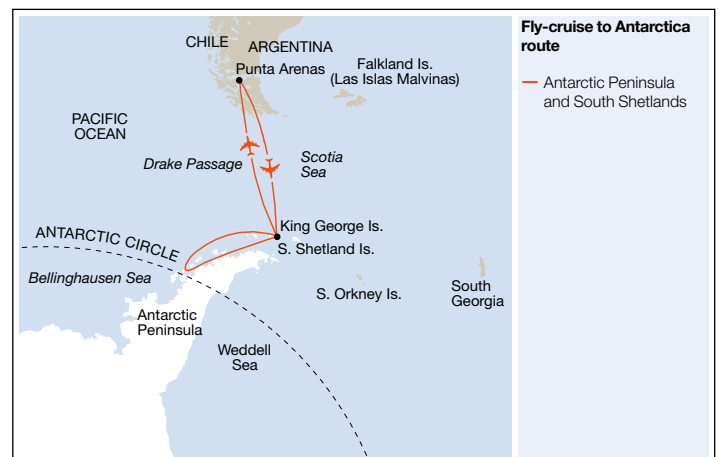 CHILE
ARGENTINA
Punta Arenas
Falkland Is.
(Las Islas Malvinas)
PACIFIC
OCEAN
Drake Passage
Scotia
Sea
King George Is.
S. Shetland Is.
ANTARCTIC CIRCLE
Bellinghausen Sea
S. Orkney Is.
South
Georgia
Antarctic
Peninsula
Weddell
Sea
Fly-cruise to Antarctica
route
Antarctic Peninsula
and South Shetlands